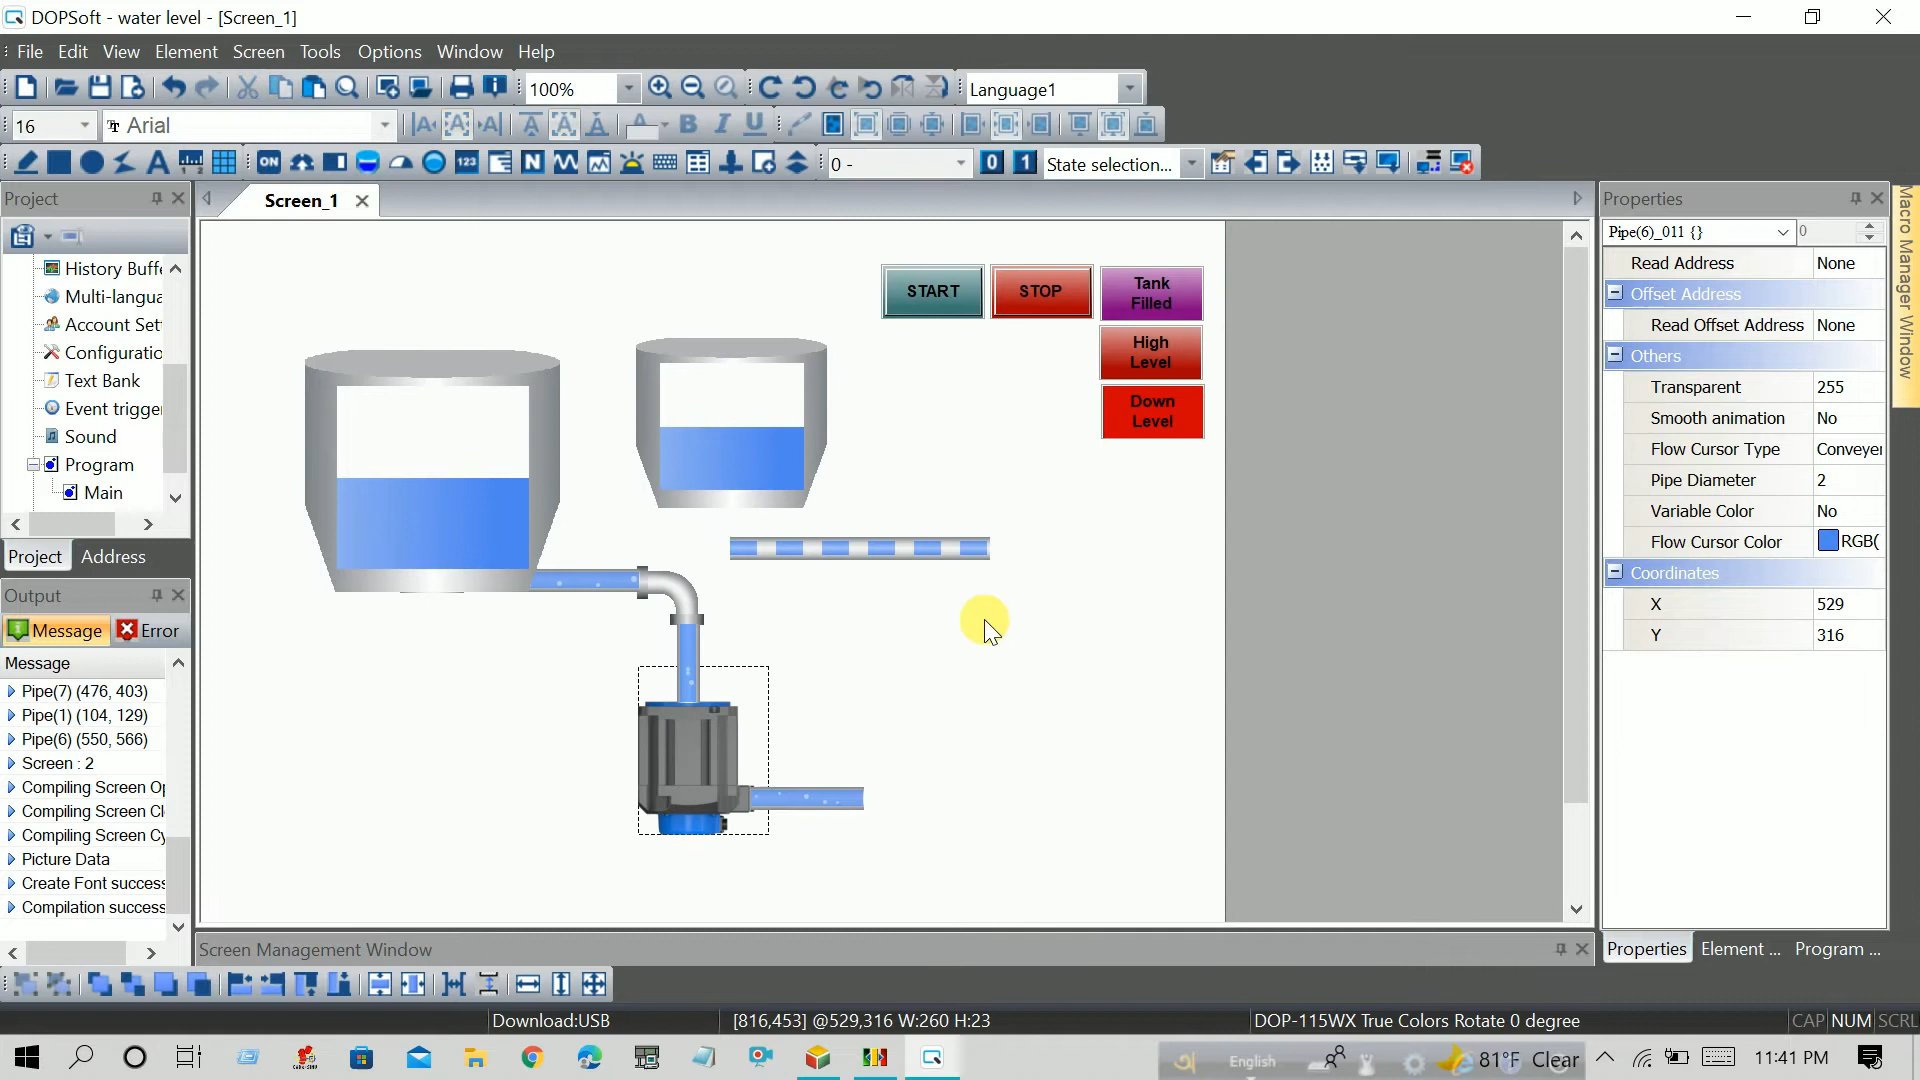 DOPSoft - water level - [Screen_1]
File Edit View Element Screen Tools Options Window Help
100% Language1
16 Arial
ON 123 N 0 - 0 1 State selection...
Project
Screen_1
History Buff
Multi-langua
Account Set
Configuratio
Text Bank
Event trigge
Sound
Program
Main
Project Address
Output
Message Error
Message
Pipe(7) (476, 403)
Pipe(1) (104, 129)
Pipe(6) (550, 566)
Screen : 2
Compiling Screen Op
Compiling Screen Cl
Compiling Screen Cy
Picture Data
Create Font success
Compilation success
START STOP
Tank
Filled
High
Level
Down
Level
Properties
Pipe(6)_011 {} 0
Read Address None
Offset Address
Read Offset Address None
Others
Transparent 255
Smooth animation No
Flow Cursor Type Conveyer
Pipe Diameter 2
Variable Color No
Flow Cursor Color RGB(
Coordinates
X 529
Y 316
Macro Manager Window
Properties Element ... Program ...
Screen Management Window
Download:USB [816,453] @529,316 W:260 H:23 DOP-115WX True Colors Rotate 0 degree CAP NUM SCRL
English 81°F Clear 11:41 PM